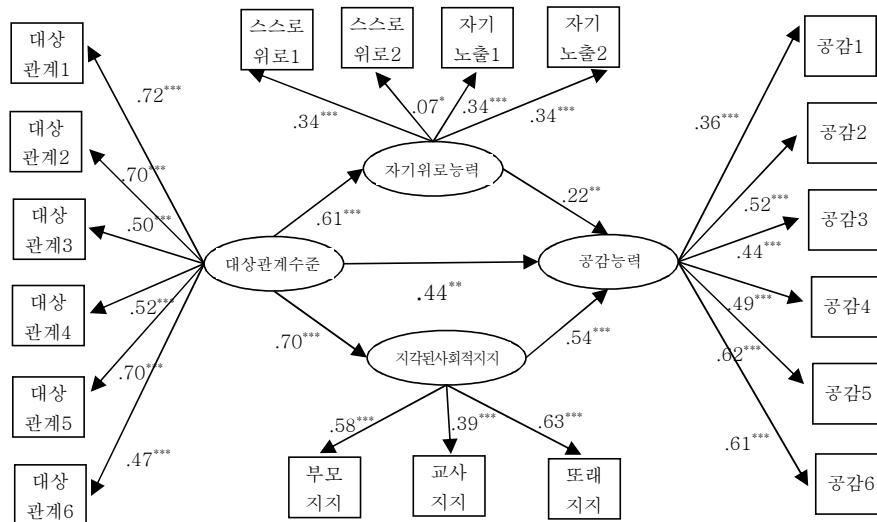 대상
관계1
스스로
위로1
스스로
위로2
자기
노출1
자기
노출2
공감1
.72***
.34***
.07*
.34***
.34***
.36***
대상
관계2
공감2
자기위로능력
.70***
.22**
.52***
대상
관계3
.50***
.61***
공감3
.44***
대상관계수준
공감능력
.44**
대상
관계4
.52***
공감4
.49***
.70***
.54***
지각된사회적지지
.62***
대상
관계5
.70***
공감5
.58***
.39***
.63***
.61***
.47***
대상
관계6
부모
지지
교사
지지
또래
지지
공감6